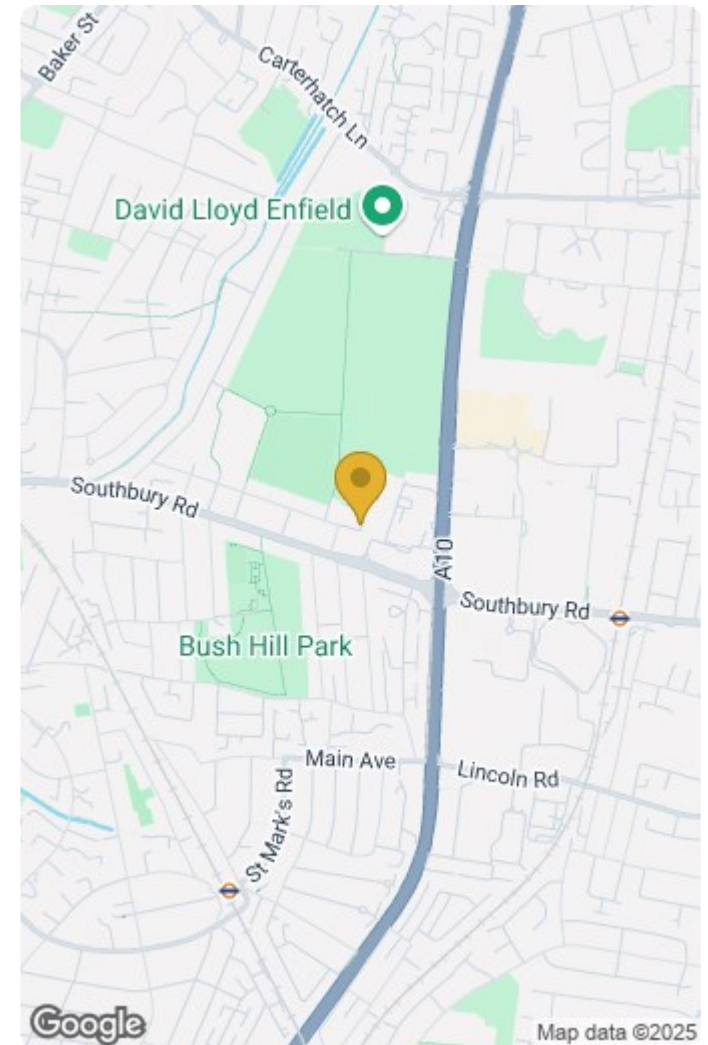 Baker St
Carterhatch Ln
David Lloyd Enfield
Southbury Rd
A10
Southbury Rd
Bush Hill Park
Main Ave
Lincoln Rd
St Mark's Rd
Google
Map data ©2025